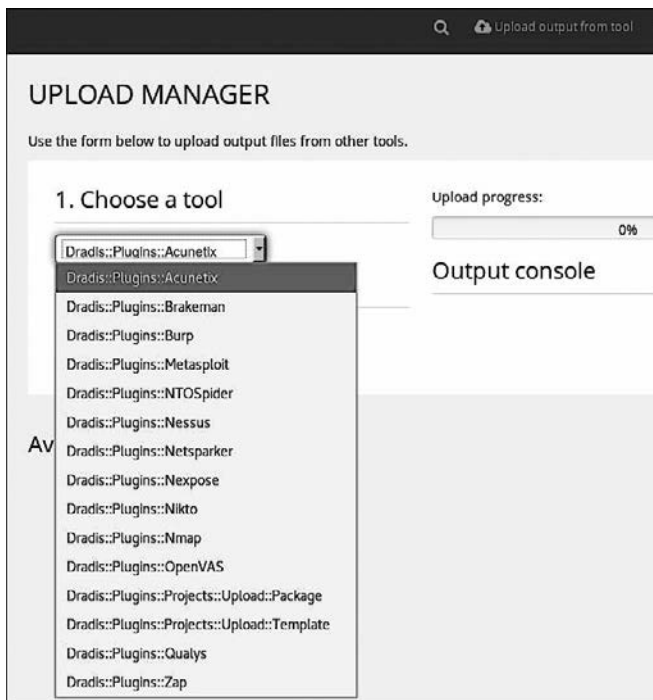 Upload output from tool
UPLOAD MANAGER
Use the form below to upload output files from other tools.
1. Choose a tool
Dradis::Plugins::Acunetix
Dradis::Plugins::Acunetix
Dradis::Plugins::Brakeman
Dradis::Plugins::Burp
Dradis::Plugins::Metasploit
Dradis::Plugins::NTOSpider
Dradis::Plugins::Nessus
Dradis::Plugins::Netsparker
Dradis::Plugins::Nexpose
Dradis::Plugins::Nikto
Dradis::Plugins::Nmap
Dradis::Plugins::OpenVAS
Dradis::Plugins::Projects::Upload::Package
Dradis::Plugins::Projects::Upload::Template
Dradis::Plugins::Qualys
Dradis::Plugins::Zap
Av
Upload progress:
0%
Output console